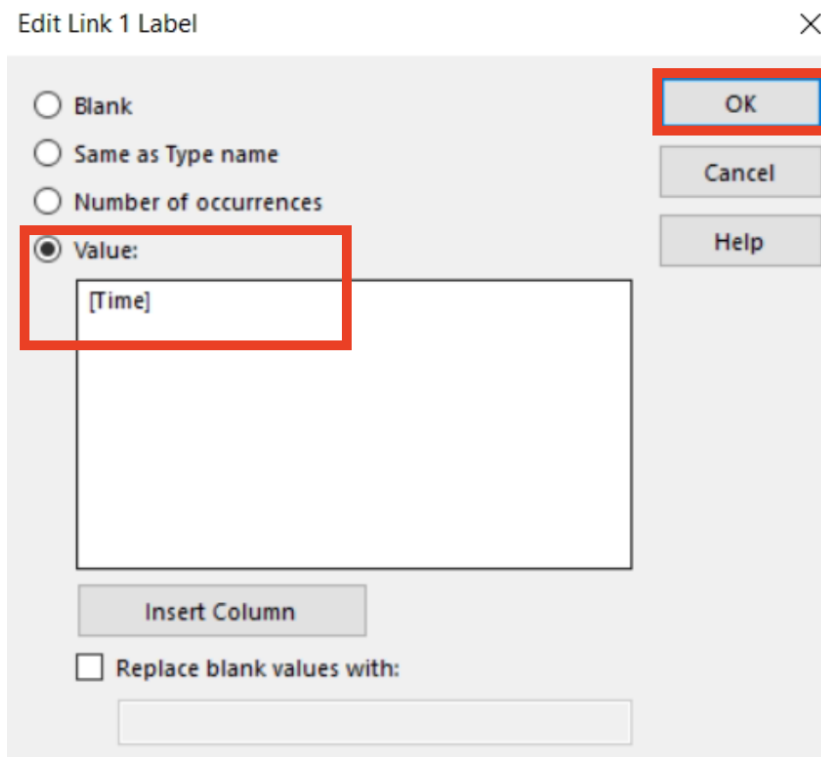 Edit Link 1 Label
Blank
OK
Same as Type name
Cancel
Number of occurrences
Value:
Help
[Time]
Insert Column
Replace blank values with: